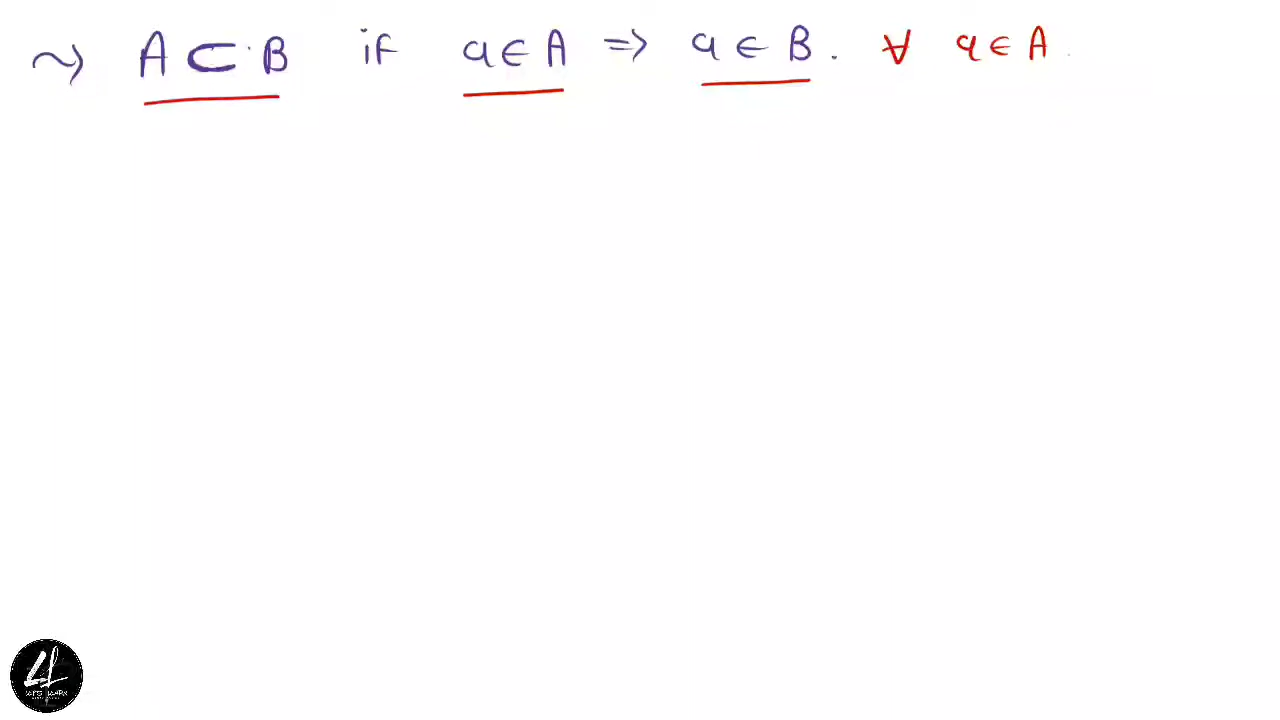 ~> A ⊂ B if a ∈ A => a ∈ B. ∀ a ∈ A.